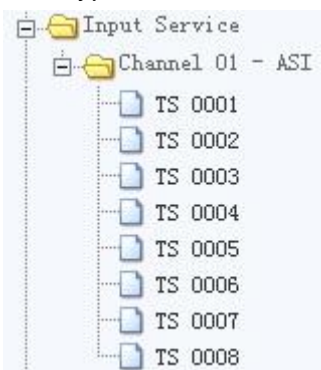 Input Service
Channel 01 - ASI
TS 0001
TS 0002
TS 0003
TS 0004
TS 0005
TS 0006
TS 0007
TS 0008